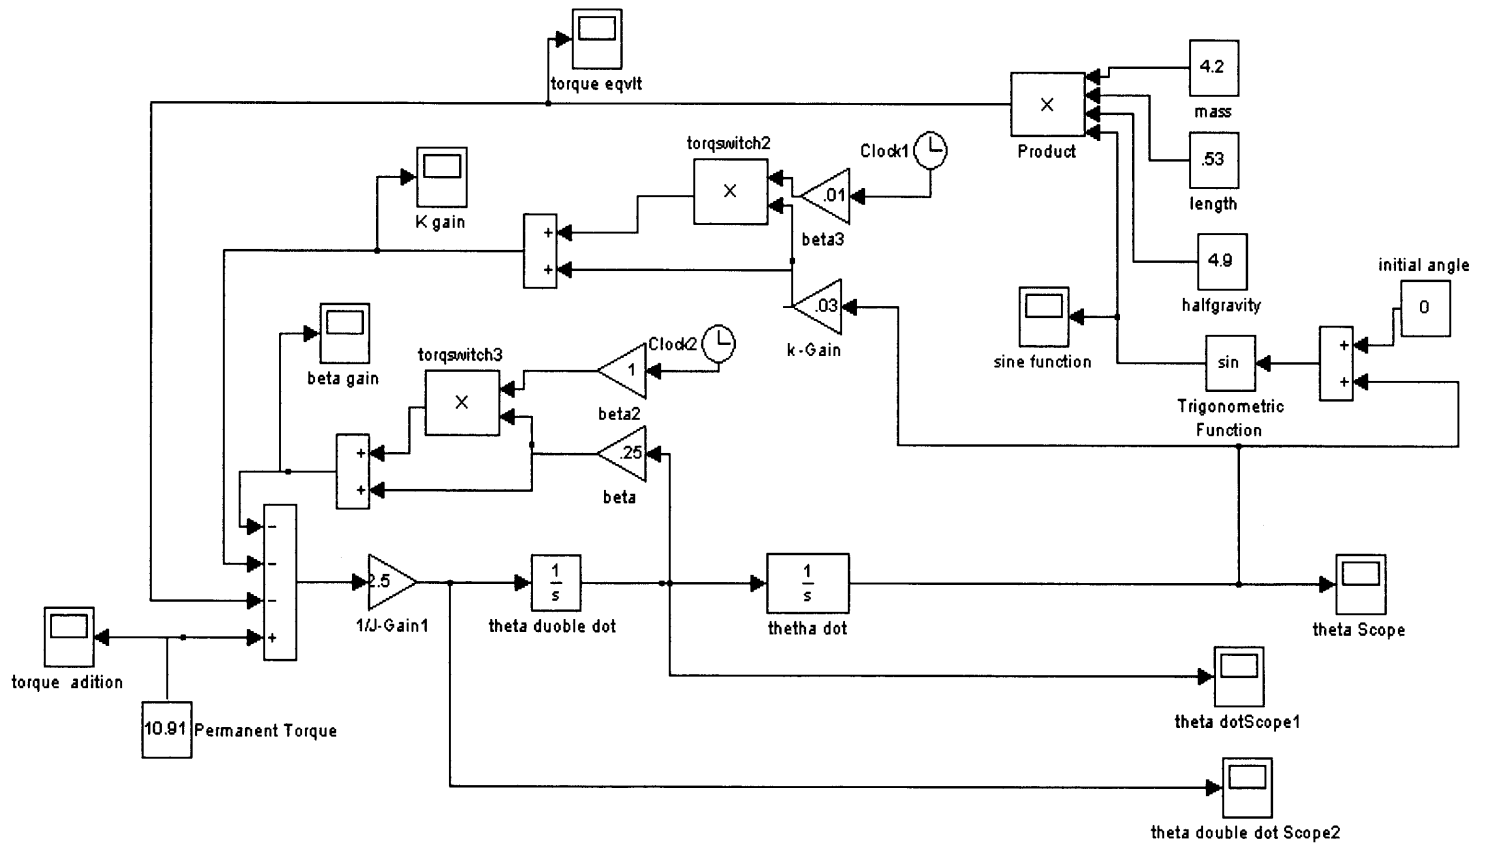 torque eqvlt
4.2
mass
X
Product
.53
length
torqswitch2
X
Clock1
.01
beta3
K gain
+
+
4.9
halfgravity
initial angle
0
.03
k-Gain
sine function
sin
Trigonometric
Function
+
+
beta gain
torqswitch3
X
Clock2
1
beta2
.25
beta
+
+
−
−
−
+
2.5
1/J-Gain1
1
s
theta duoble dot
1
s
thetha dot
theta Scope
torque adition
10.91
Permanent Torque
theta dotScope1
theta double dot Scope2